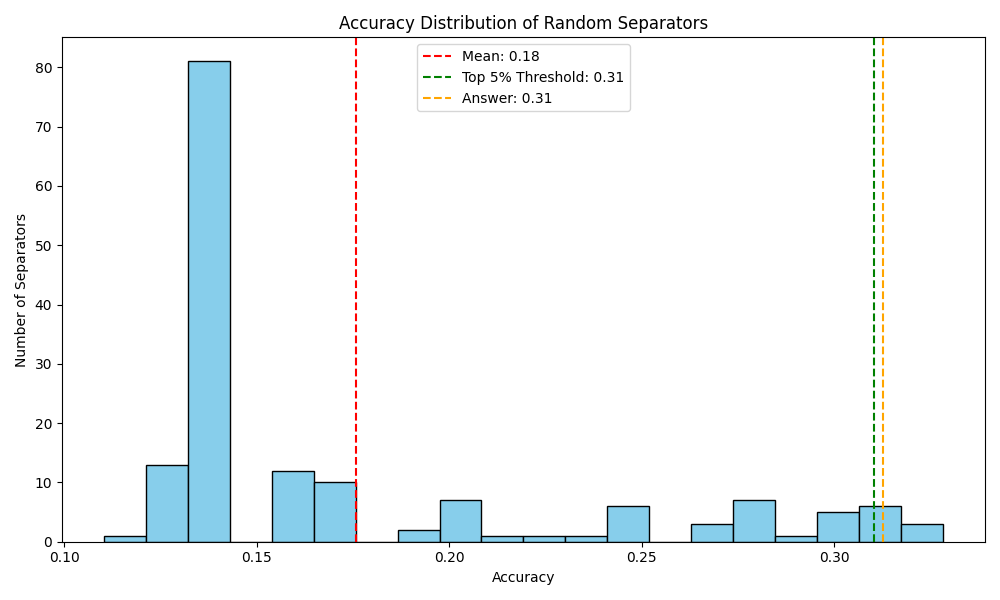 Accuracy Distribution of Random Separators
Mean: 0.18
Top 5% Threshold: 0.31
Answer: 0.31
Number of Separators
80
70
60
50
40
30
20
10
0
0.10 0.15 0.20 0.25 0.30
Accuracy